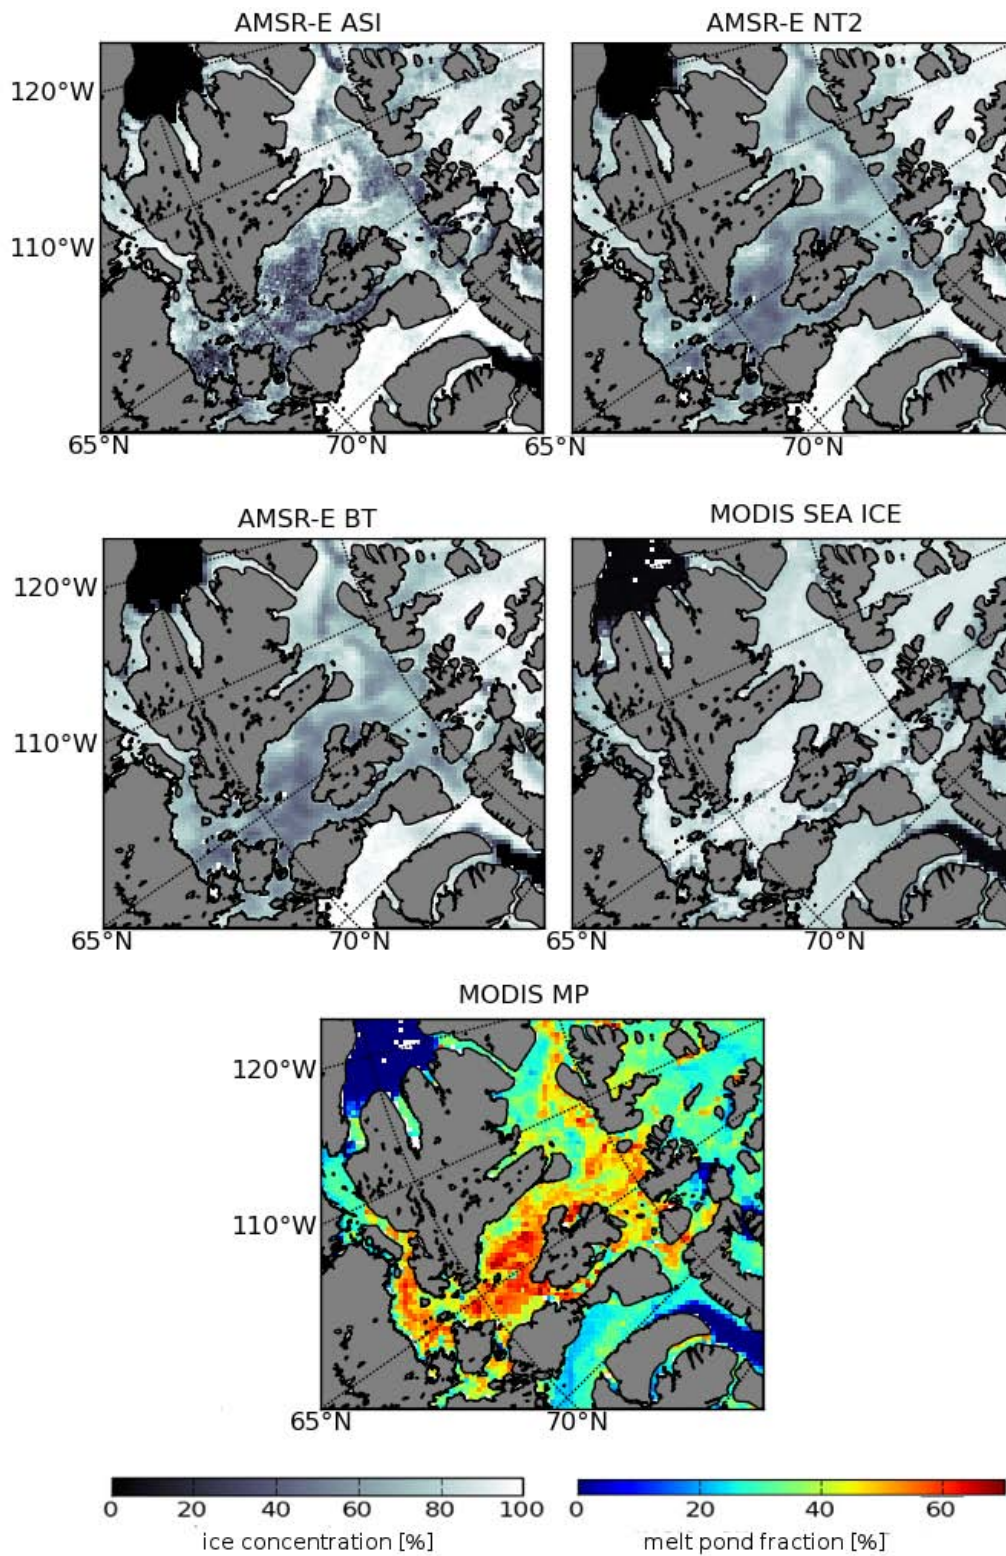 AMSR-E ASI
AMSR-E NT2
120°W
110°W
65°N
70°N
65°N
70°N
AMSR-E BT
MODIS SEA ICE
120°W
110°W
65°N
70°N
65°N
70°N
MODIS MP
120°W
110°W
65°N
70°N
0 20 40 60 80 100
ice concentration [%]
0 20 40 60
melt pond fraction [%]